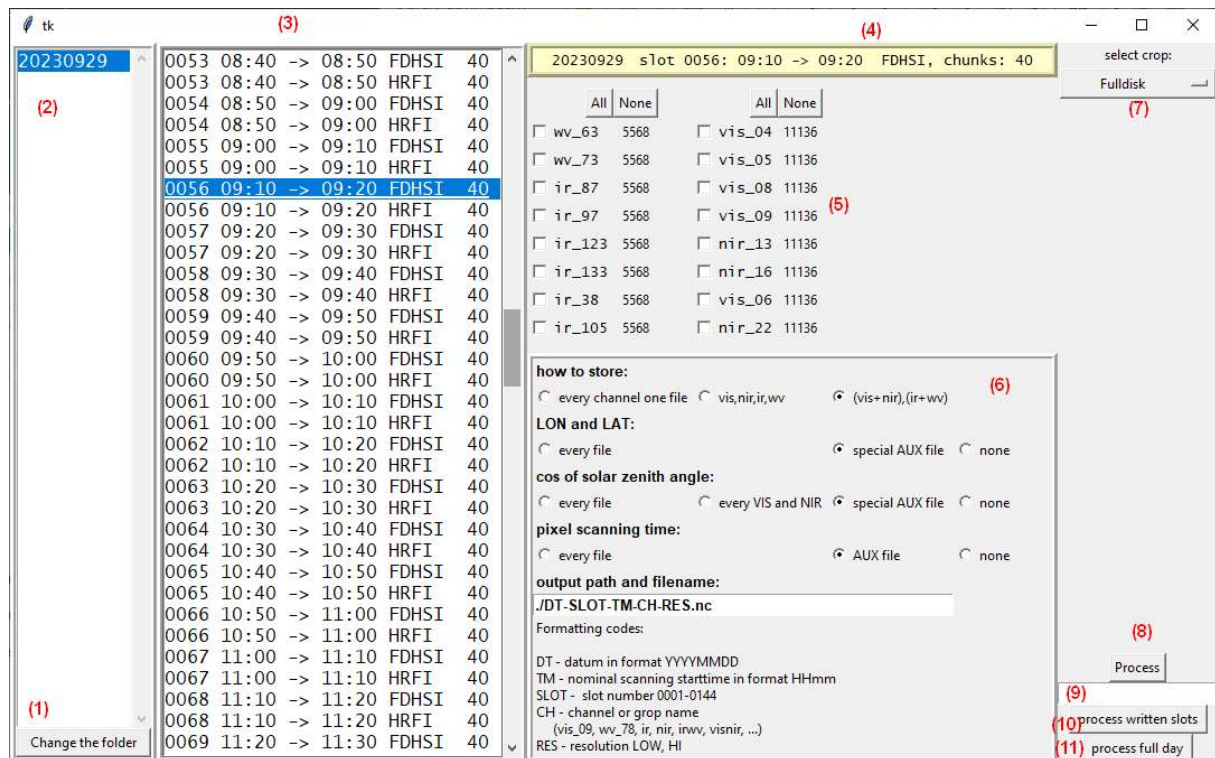 tk
(3)
(4)
20230929
(2)
(1)
Change the folder
0053 08:40 -> 08:50 FDHSI 40
0053 08:40 -> 08:50 HRFI 40
0054 08:50 -> 09:00 FDHSI 40
0054 08:50 -> 09:00 HRFI 40
0055 09:00 -> 09:10 FDHSI 40
0055 09:00 -> 09:10 HRFI 40
0056 09:10 -> 09:20 FDHSI 40
0056 09:10 -> 09:20 HRFI 40
0057 09:20 -> 09:30 FDHSI 40
0057 09:20 -> 09:30 HRFI 40
0058 09:30 -> 09:40 FDHSI 40
0058 09:30 -> 09:40 HRFI 40
0059 09:40 -> 09:50 FDHSI 40
0059 09:40 -> 09:50 HRFI 40
0060 09:50 -> 10:00 FDHSI 40
0060 09:50 -> 10:00 HRFI 40
0061 10:00 -> 10:10 FDHSI 40
0061 10:00 -> 10:10 HRFI 40
0062 10:10 -> 10:20 FDHSI 40
0062 10:10 -> 10:20 HRFI 40
0063 10:20 -> 10:30 FDHSI 40
0063 10:20 -> 10:30 HRFI 40
0064 10:30 -> 10:40 FDHSI 40
0064 10:30 -> 10:40 HRFI 40
0065 10:40 -> 10:50 FDHSI 40
0065 10:40 -> 10:50 HRFI 40
0066 10:50 -> 11:00 FDHSI 40
0066 10:50 -> 11:00 HRFI 40
0067 11:00 -> 11:10 FDHSI 40
0067 11:00 -> 11:10 HRFI 40
0068 11:10 -> 11:20 FDHSI 40
0068 11:10 -> 11:20 HRFI 40
0069 11:20 -> 11:30 FDHSI 40
20230929 slot 0056: 09:10 -> 09:20 FDHSI, chunks: 40
All None All None
wv_63 5568 vis_04 11136
wv_73 5568 vis_05 11136
ir_87 5568 vis_08 11136
ir_97 5568 vis_09 11136 (5)
ir_123 5568 nir_13 11136
ir_133 5568 nir_16 11136
ir_38 5568 vis_06 11136
ir_105 5568 nir_22 11136
how to store:
(6)
every channel one file vis,nir,ir,wv (vis+nir),(ir+wv)
LON and LAT:
every file special AUX file none
cos of solar zenith angle:
every file every VIS and NIR special AUX file none
pixel scanning time:
every file AUX file none
output path and filename:
./DT-SLOT-TM-CH-RES.nc
Formatting codes:
DT - datum in format YYYYMMDD
TM - nominal scanning starttime in format HHmm
SLOT - slot number 0001-0144
CH - channel or grop name
(vis_09, wv_78, ir, nir, irwv, visnir, ...)
RES - resolution LOW, HI
select crop:
Fulldisk
(7)
(8)
Process
(9)
(10) process written slots
(11) process full day